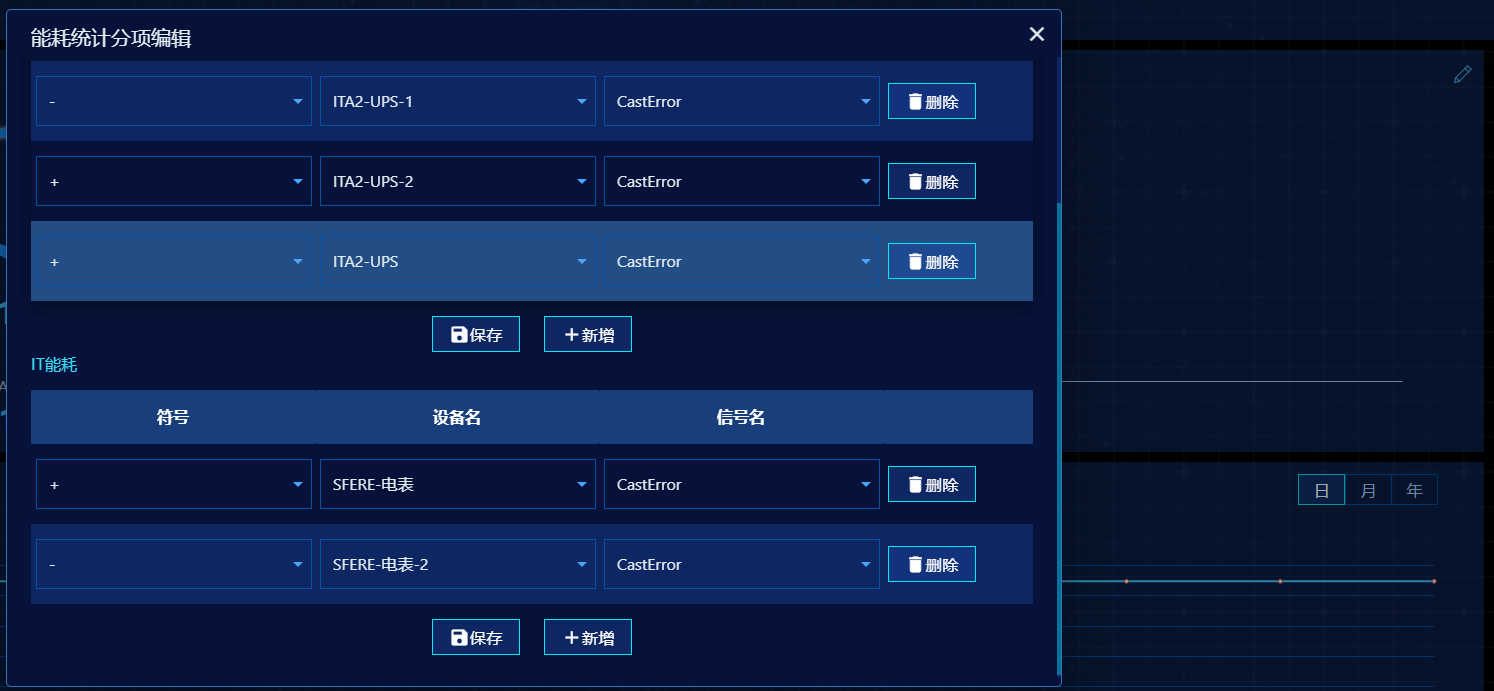 能耗统计分项编辑
- ITA2-UPS-1 CastError 删除
+ ITA2-UPS-2 CastError 删除
+ ITA2-UPS CastError 删除
保存 +新增
IT能耗
符号 设备名 信号名
+ SFERE-电表 CastError 删除
日 月 年
- SFERE-电表-2 CastError 删除
保存 +新增